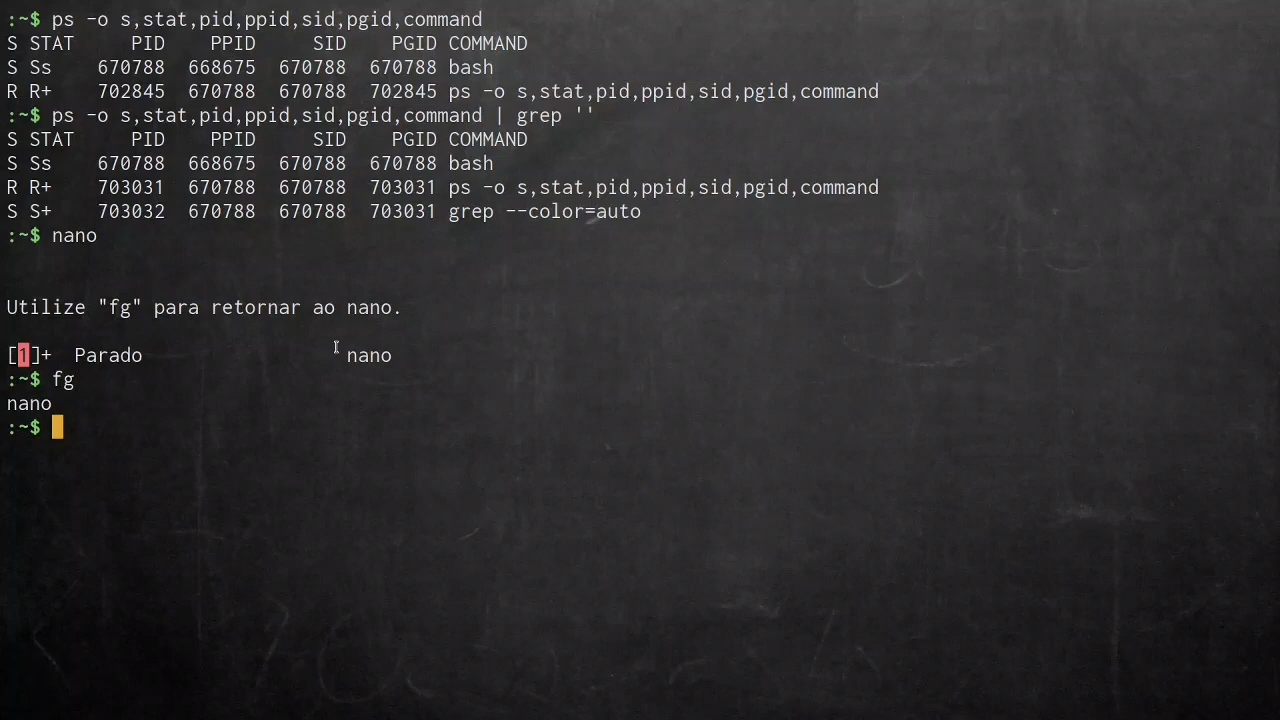 :~$ ps -o s,stat,pid,ppid,sid,pgid,command
S STAT     PID    PPID     SID    PGID COMMAND
S Ss    670788  668675  670788  670788 bash
R R+    702845  670788  670788  702845 ps -o s,stat,pid,ppid,sid,pgid,command
:~$ ps -o s,stat,pid,ppid,sid,pgid,command | grep ''
S STAT     PID    PPID     SID    PGID COMMAND
S Ss    670788  668675  670788  670788 bash
R R+    703031  670788  670788  703031 ps -o s,stat,pid,ppid,sid,pgid,command
S S+    703032  670788  670788  703031 grep --color=auto
:~$ nano
Utilize "fg" para retornar ao nano.
[1]+  Parado                  nano
:~$ fg
nano
:~$